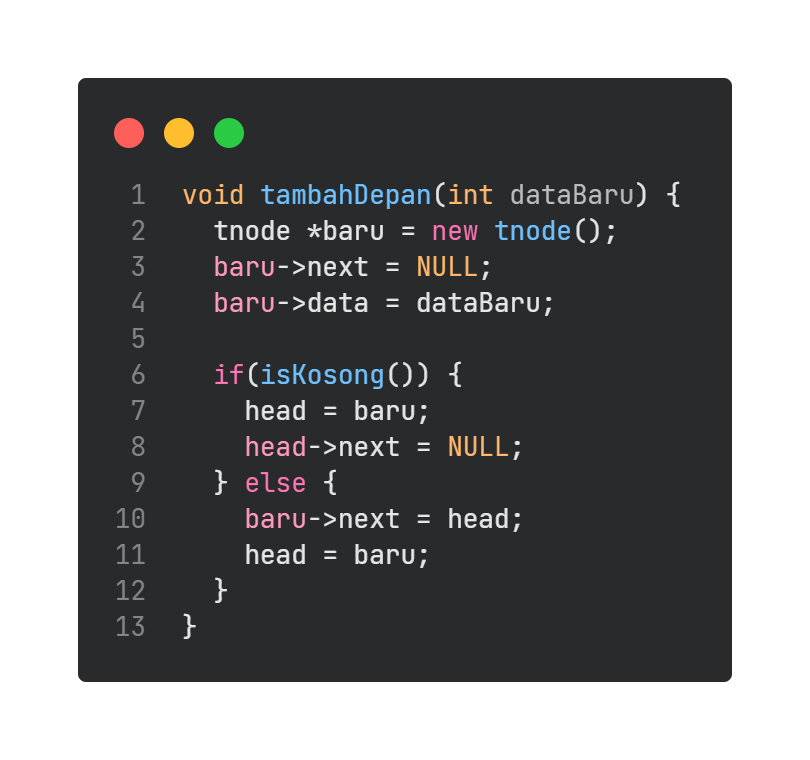 1 void tambahDepan(int dataBaru) {
2 tnode *baru = new tnode();
3 baru->next = NULL;
4 baru->data = dataBaru;
5
6 if(isKosong()) {
7 head = baru;
8 head->next = NULL;
9 } else {
10 baru->next = head;
11 head = baru;
12 }
13 }